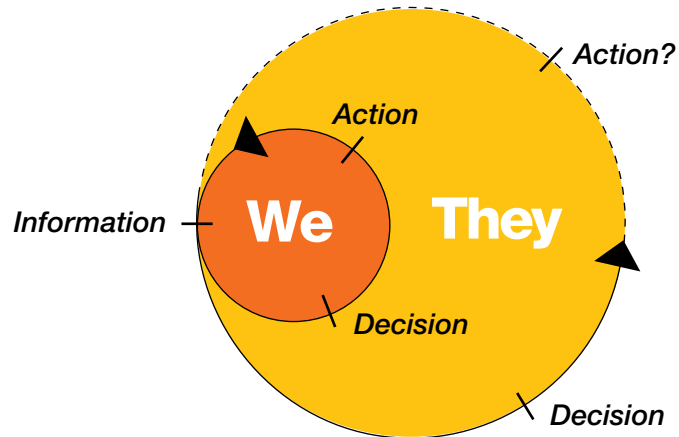 Action?
Action
Information
We
They
Decision
Decision